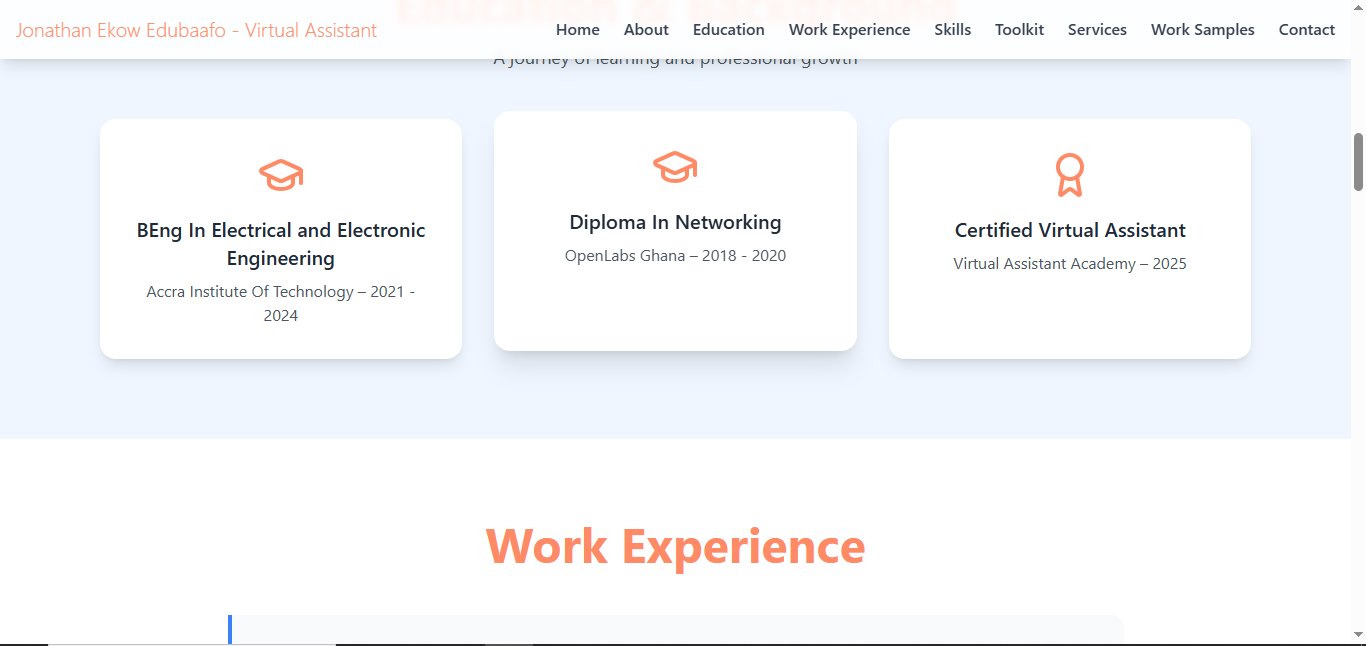 Jonathan Ekow Edubaafo - Virtual Assistant
Home About Education Work Experience Skills Toolkit Services Work Samples Contact
A journey of learning and professional growth
BEng In Electrical and Electronic
Engineering
Accra Institute Of Technology – 2021 -
2024
Diploma In Networking
OpenLabs Ghana – 2018 - 2020
Certified Virtual Assistant
Virtual Assistant Academy – 2025
Work Experience